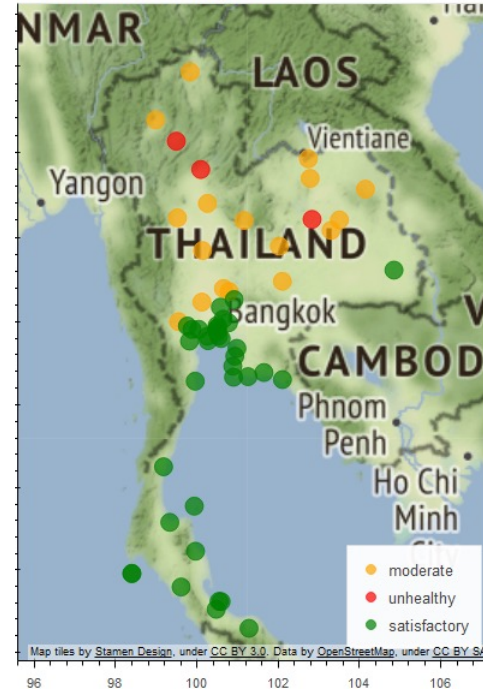 NMAR
LAOS
Vientiane
Yangon
THAILAND
Bangkok
CAMBOD
Phnom
Penh
Ho Chi
Minh
City
moderate
unhealthy
satisfactory
Map tiles by Stamen Design, under CC BY 3.0. Data by OpenStreetMap, under CC BY SA
96 98 100 102 104 106